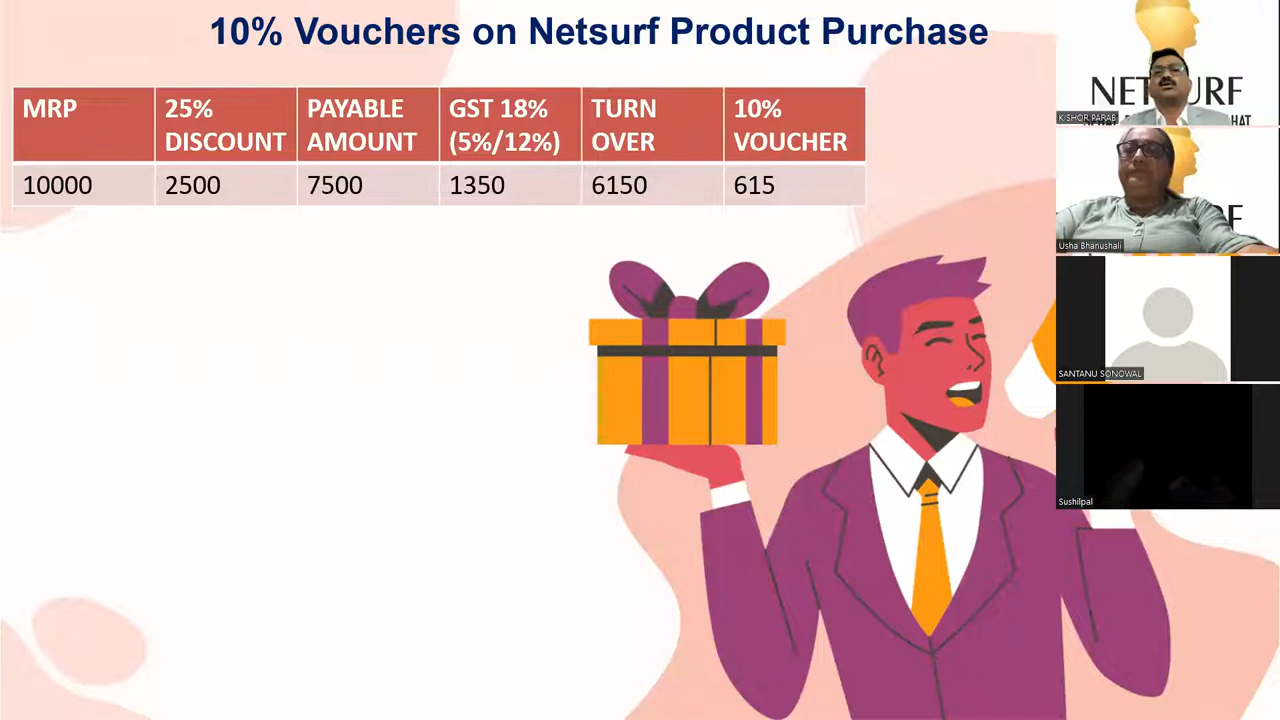 10% Vouchers on Netsurf Product Purchase
MRP
25% DISCOUNT
PAYABLE AMOUNT
GST 18% (5%/12%)
TURN OVER
10% VOUCHER
10000
2500
7500
1350
6150
615
KISHOR PARAB
Usha Bhanushali
SANTANU SONOWAL
Sushilpal